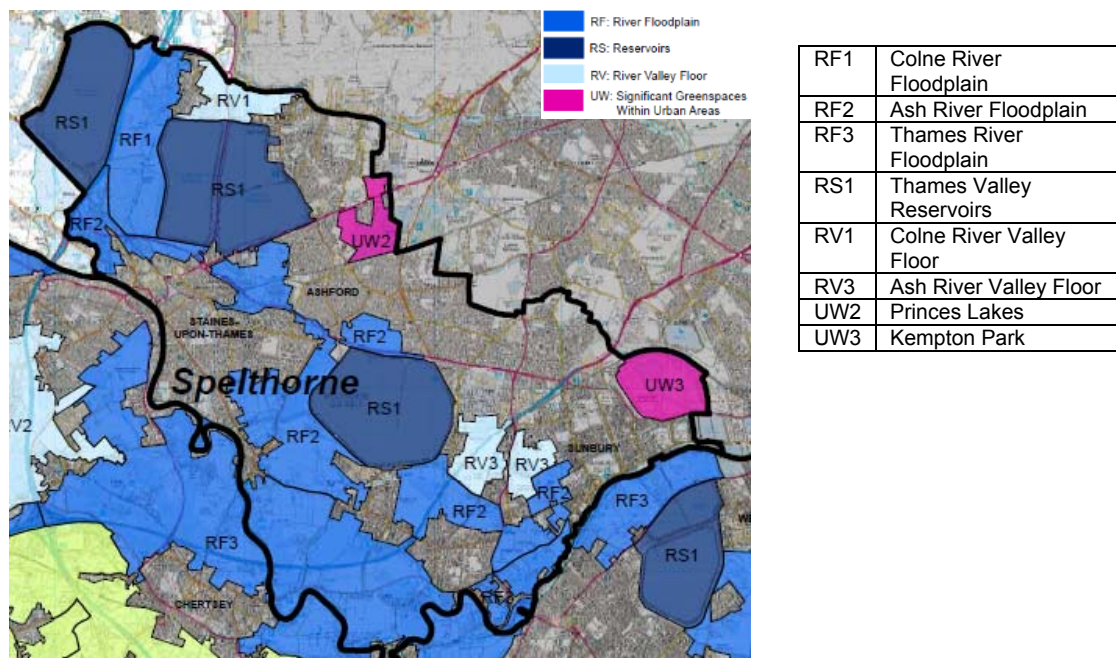 RF: River Floodplain
RS: Reservoirs
RV: River Valley Floor
UW: Significant Greenspaces
Within Urban Areas
RS1
RF1
RV1
RS1
RF2
UW2
ASHFORD
STAINES-
UPON-THAMES
RF2
Spelthorne
RS1
UW3
RF2
V2
RV3
RV3
SUNBURY
RF2
RF2
RF3
RF3
RS1
RF3
CHERTSEY
RF1 Colne River
Floodplain
RF2 Ash River Floodplain
RF3 Thames River
Floodplain
RS1 Thames Valley
Reservoirs
RV1 Colne River Valley
Floor
RV3 Ash River Valley Floor
UW2 Princes Lakes
UW3 Kempton Park